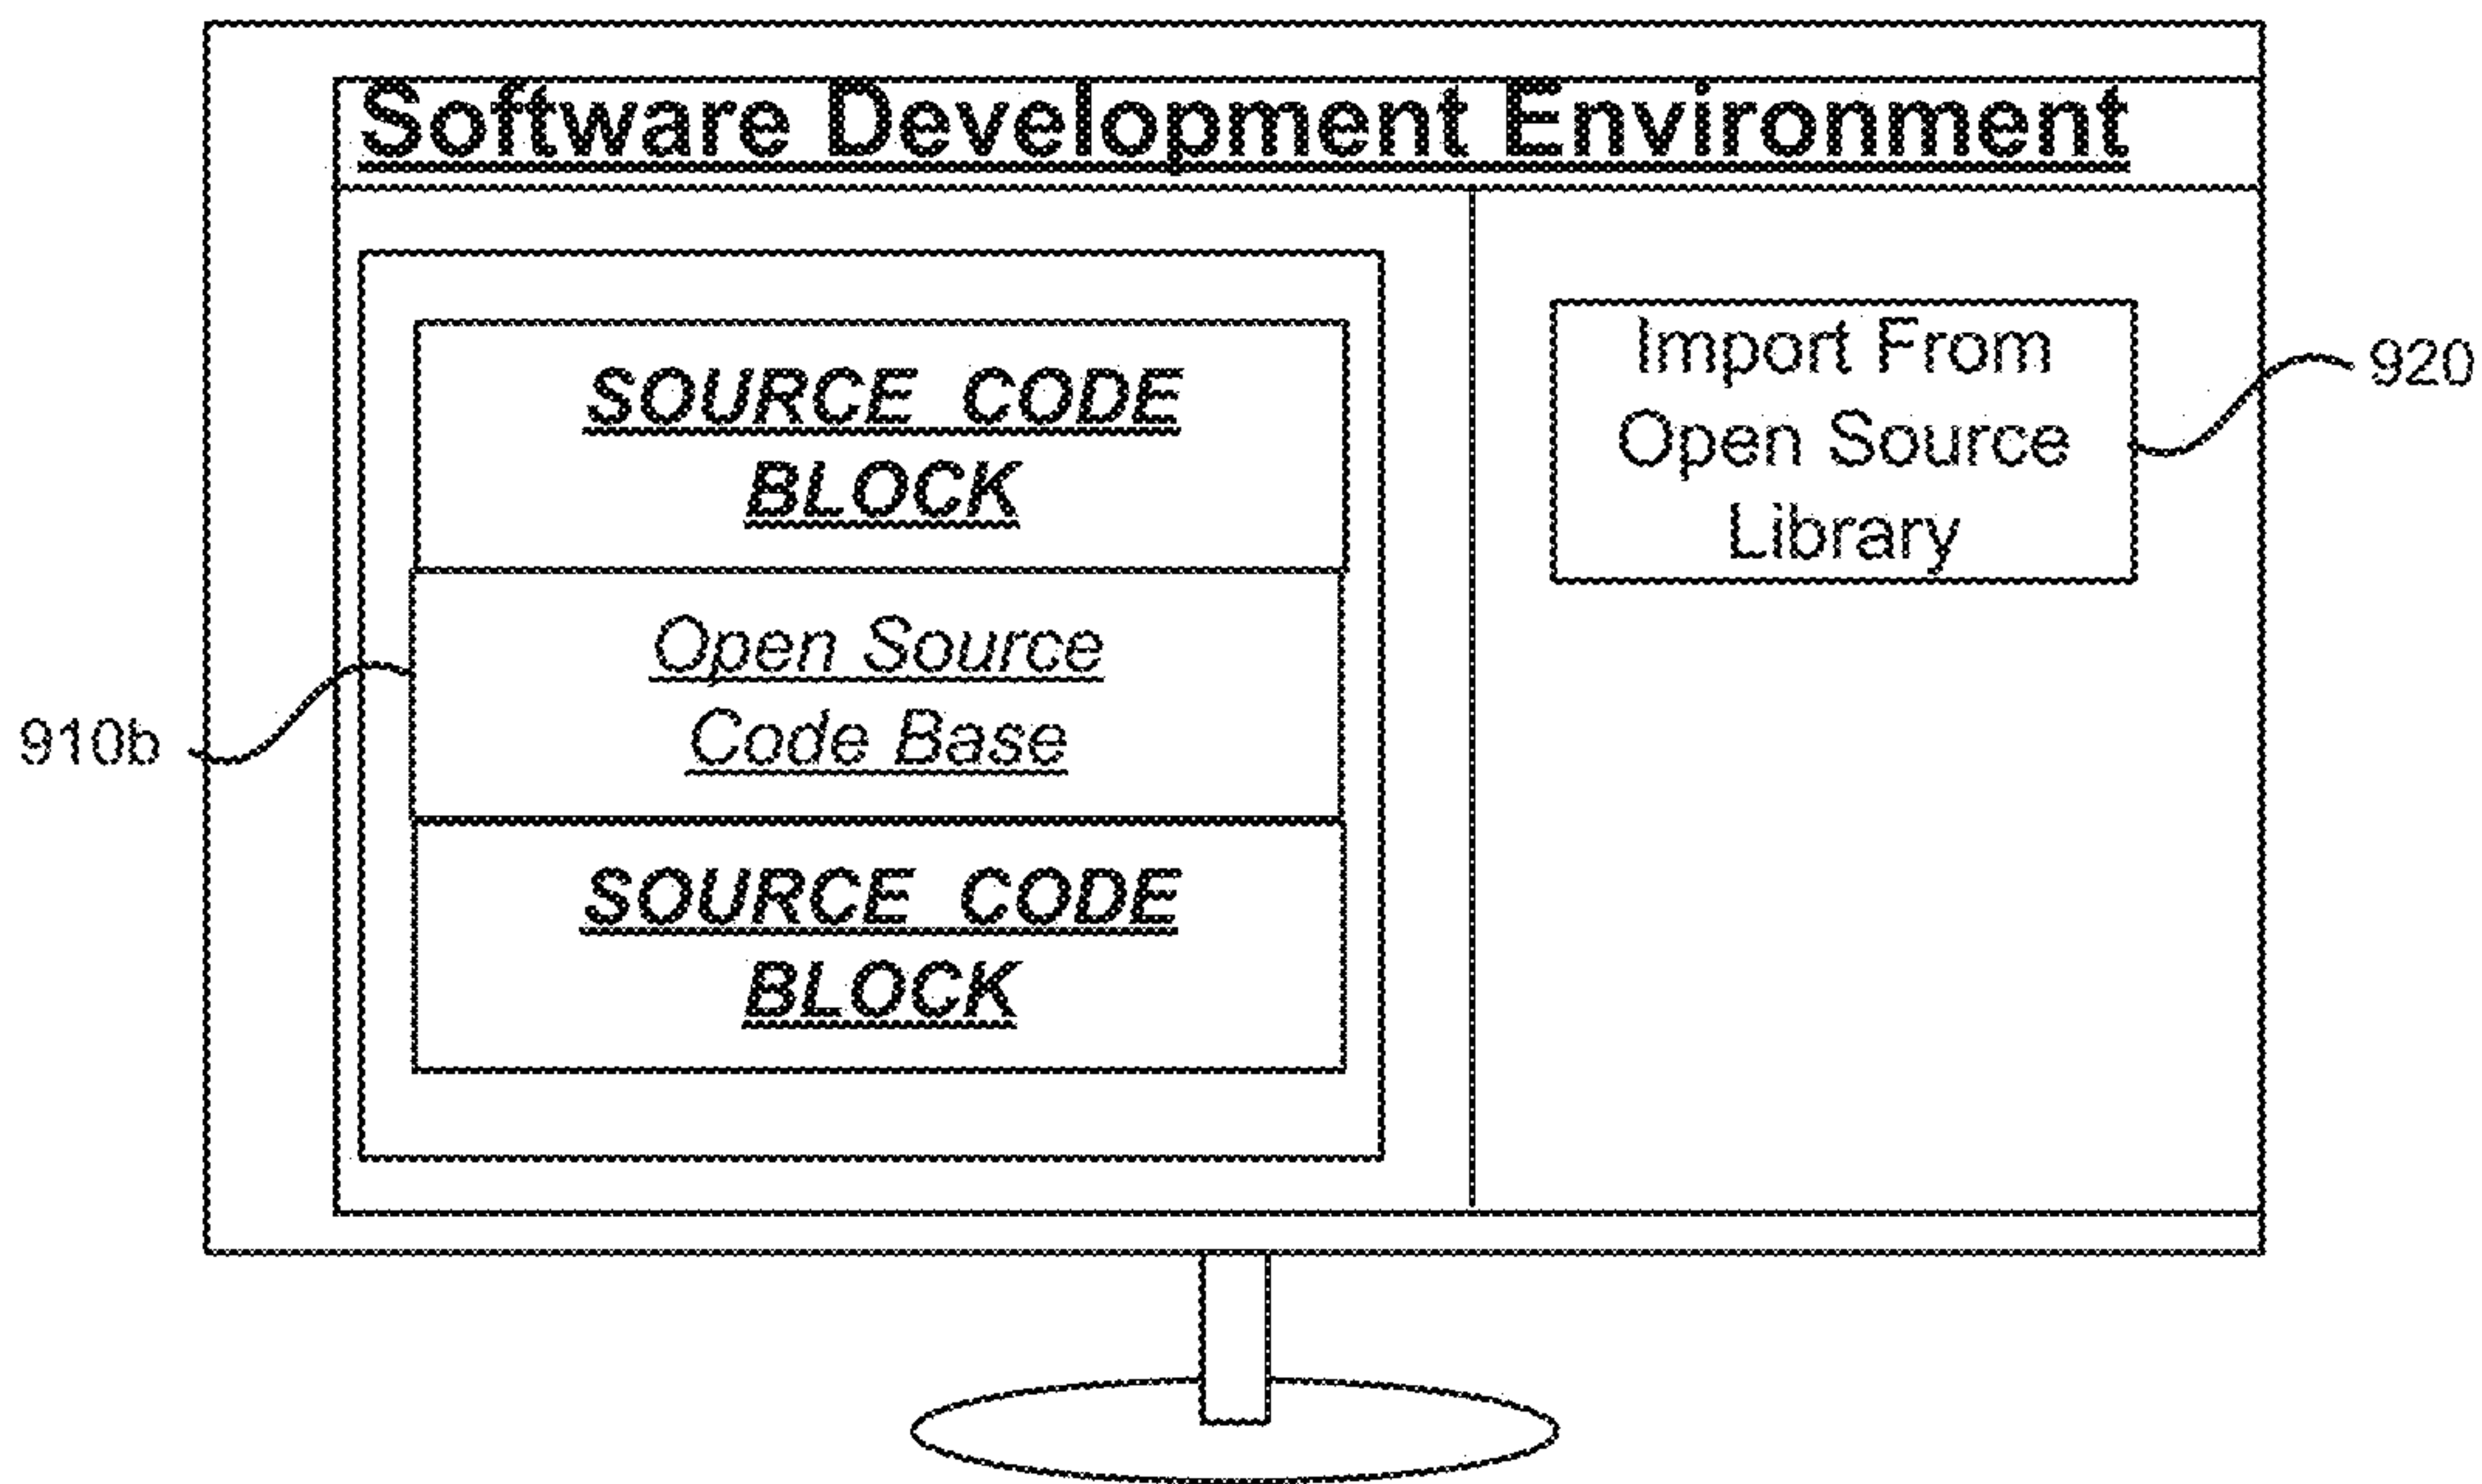 Software Development Environment
SOURCE CODE
BLOCK
Open Source
Code Base
SOURCE CODE
BLOCK
Import From
Open Source
Library
920
910b